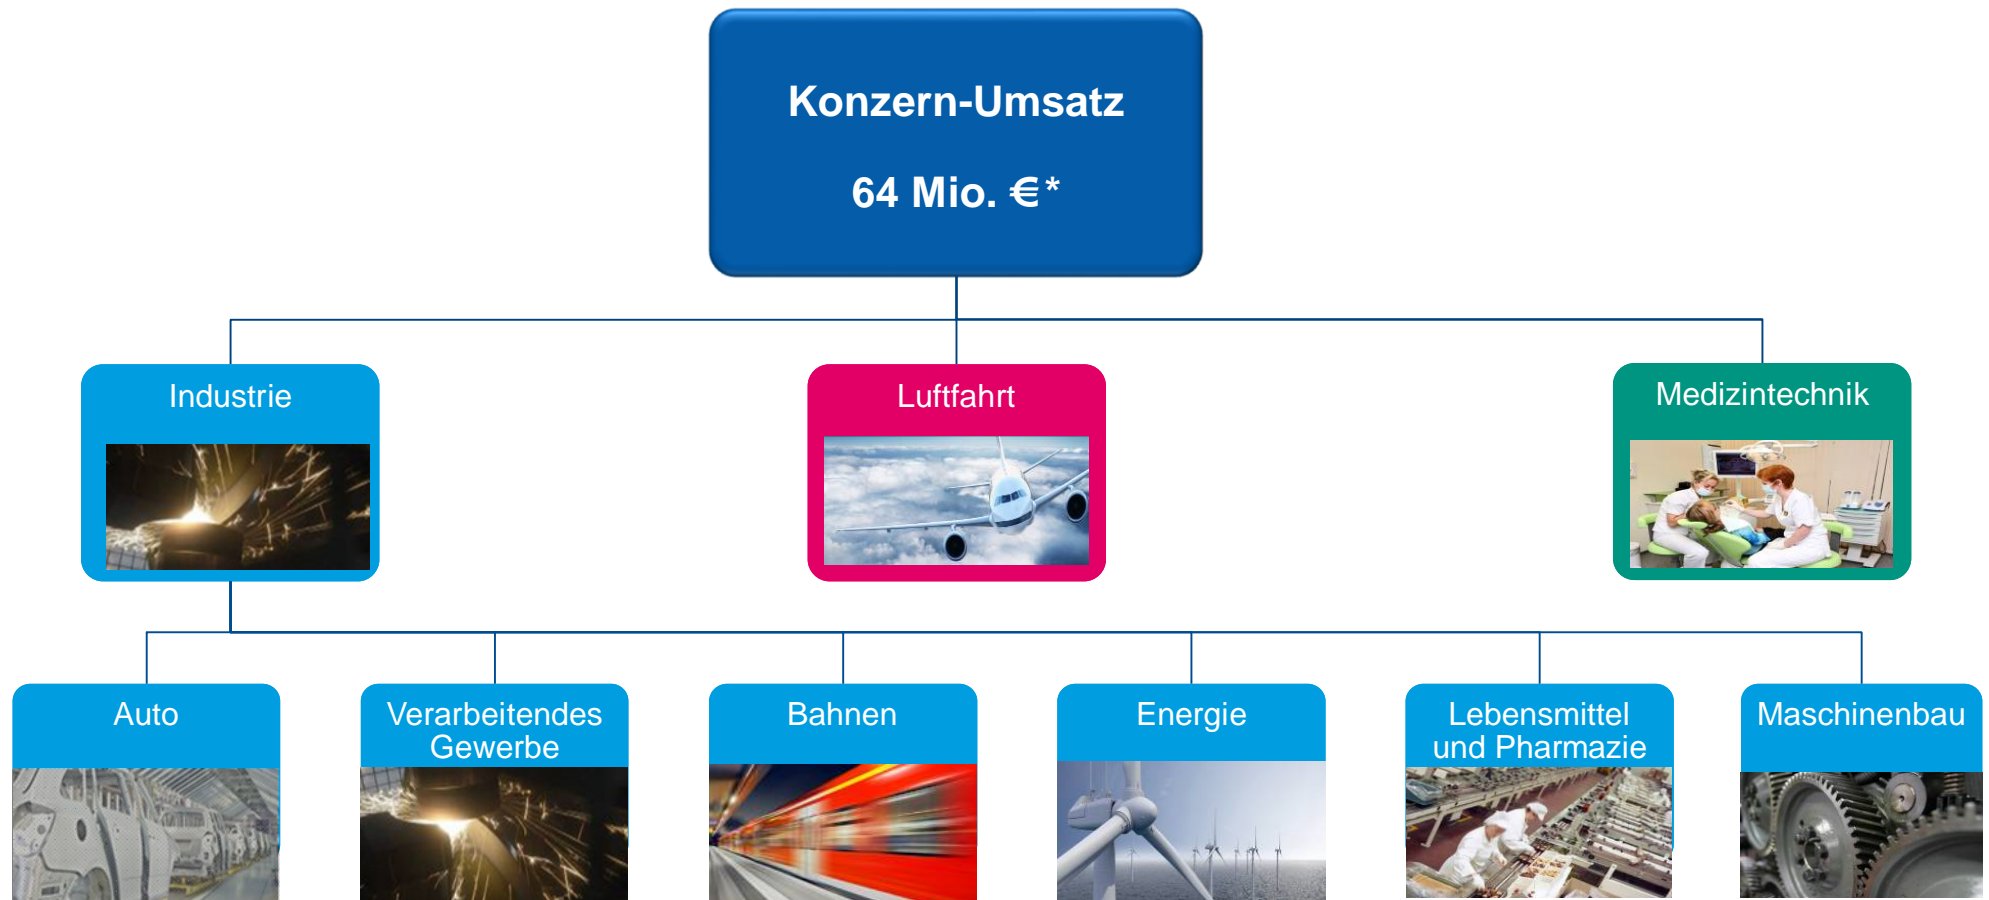 Konzern-Umsatz
64 Mio. €*
Industrie
Luftfahrt
Medizintechnik
Auto
Verarbeitendes
Gewerbe
Bahnen
Energie
Lebensmittel
und Pharmazie
Maschinenbau